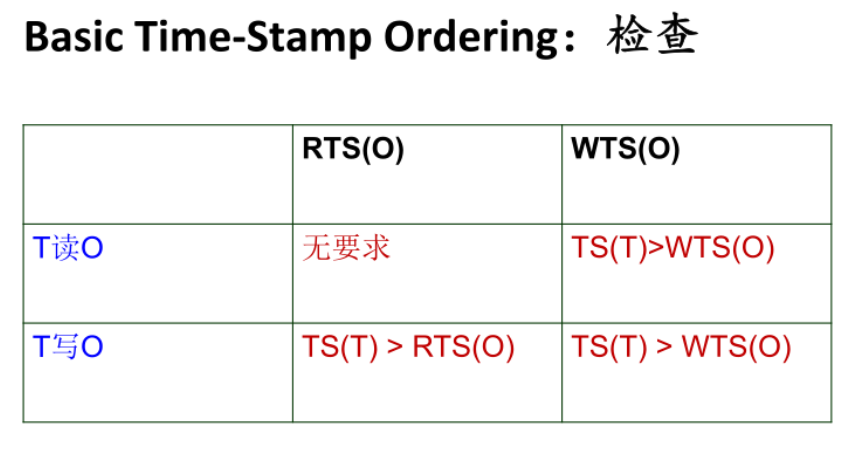 Basic Time-Stamp Ordering：检查
RTS(O) WTS(O)
T读O 无要求 TS(T)>WTS(O)
T写O TS(T) > RTS(O) TS(T) > WTS(O)